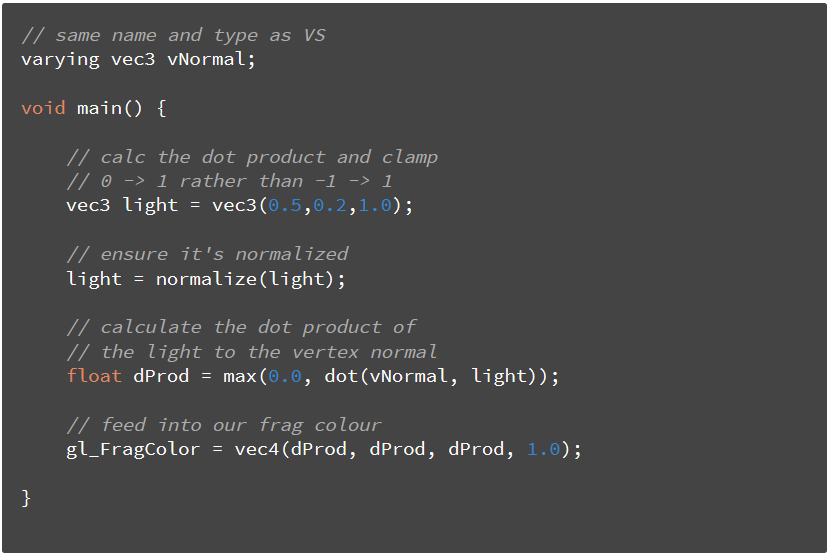 // same name and type as VS
varying vec3 vNormal;
void main() {
// calc the dot product and clamp
// 0 -> 1 rather than -1 -> 1
vec3 light = vec3(0.5,0.2,1.0);
// ensure it's normalized
light = normalize(light);
// calculate the dot product of
// the light to the vertex normal
float dProd = max(0.0, dot(vNormal, light));
// feed into our frag colour
gl_FragColor = vec4(dProd, dProd, dProd, 1.0);
}